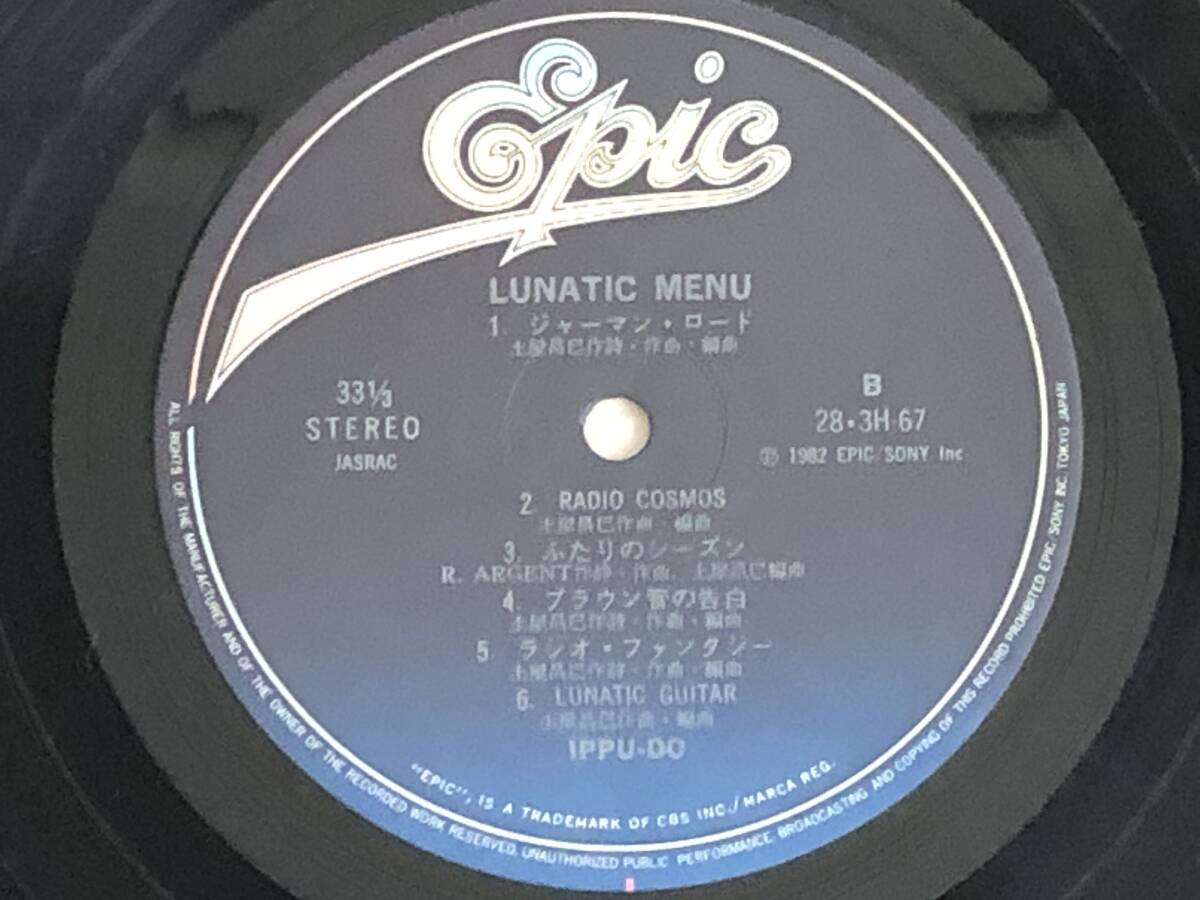 Epic
LUNATIC MENU
1. ジャーマン・ロード
土屋昌巳作詩・作曲・編曲
33⅓
STEREO
JASRAC
B
28・3H-67
Ⓟ 1982 EPIC/SONY Inc
2. RADIO COSMOS
土屋昌巳作曲・編曲
3. ふたりのシーズン
R. ARGENT作詩・作曲、土屋昌巳編曲
4. ブラウン管の告白
土屋昌巳作詩・作曲・編曲
5 ラジオ・ファンタシー
土屋昌巳作詩・作曲・編曲
6. LUNATIC GUITAR
土屋昌巳作曲・編曲
IPPU-DO
"EPIC", IS A TRADEMARK OF CBS INC./MARCA REG.
ALL RIGHTS OF THE MANUFACTURER AND OF THE OWNER OF THE RECORDED WORK RESERVED. UNAUTHORIZED PUBLIC PERFORMANCE, BROADCASTING AND COPYING OF THIS RECORD PROHIBITED EPIC/SONY INC. TOKYO JAPAN